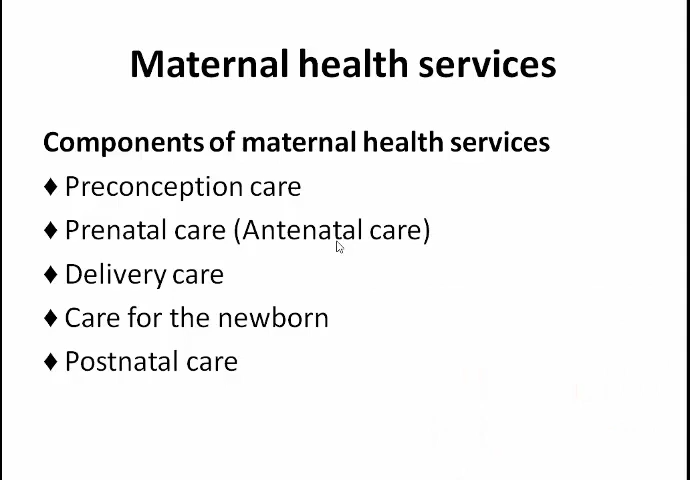 Maternal health services
Components of maternal health services
♦ Preconception care
♦ Prenatal care (Antenatal care)
♦ Delivery care
♦ Care for the newborn
♦ Postnatal care